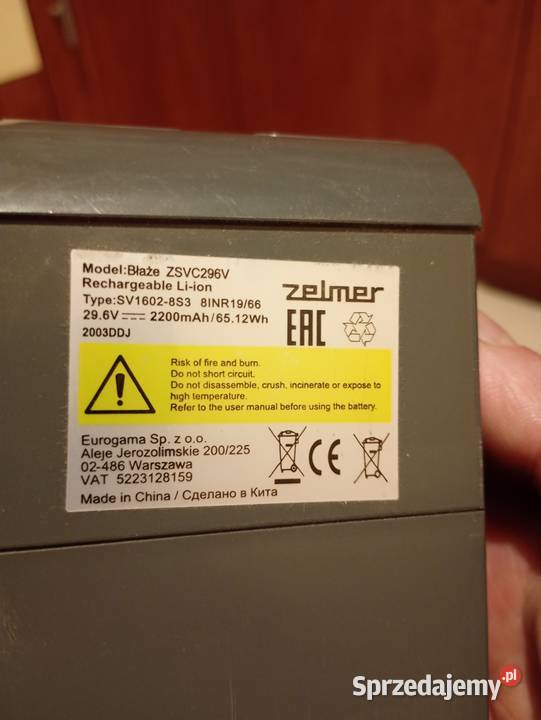 Model:Błaże ZSVC296V
Rechargeable Li-ion
Type:SV1602-8S3 8INR19/66
29.6V 2200mAh/65.12Wh
2003DDJ
zelmer
EAC
Risk of fire and burn.
Do not short circuit.
Do not disassemble, crush, incinerate or expose to
high temperature.
Refer to the user manual before using the battery.
Eurogama Sp. z o.o.
Aleje Jerozolimskie 200/225
02-486 Warszawa
VAT 5223128159
Made in China / Сделано в Кита
CE
Sprzedajemy.pl